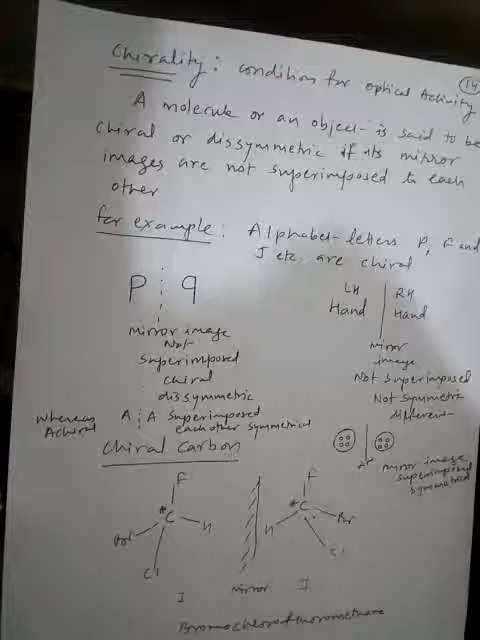 14
Chirality : condition for optical Activity
A molecule or an object is said to be
chiral or dissymmetric if its mirror
images are not superimposed to each
other
for example : Alphabet letters P, F and
J etc. are chiral
P q
mirror image
Not
Superimposed
chiral
dissymmetric
LH RH
Hand Hand
mirror
image
Not Superimposed
Not Symmetric
different
Whereas A A Superimposed
Achiral each other symmetrical
mirror image
superimposed
symmetrical
Chiral Carbon
F F
*C H *C Br
Br H
Cl Cl
I mirror I
Bromochlorofluoromethane